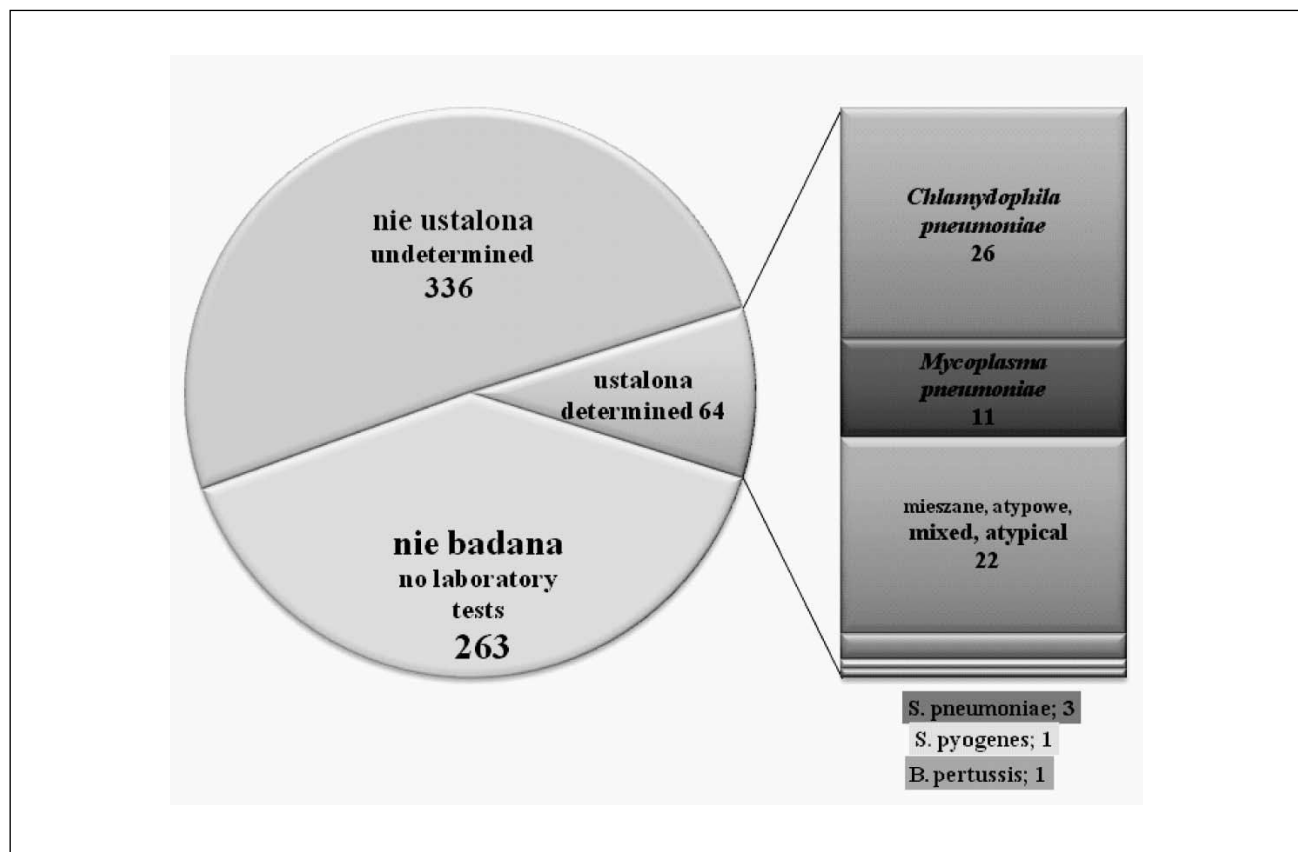 nie ustalona
undetermined
336
ustalona
determined 64
nie badana
no laboratory
tests
263
Chlamydophila
pneumoniae
26
Mycoplasma
pneumoniae
11
mieszane, atypowe,
mixed, atypical
22
S. pneumoniae; 3
S. pyogenes; 1
B. pertussis; 1